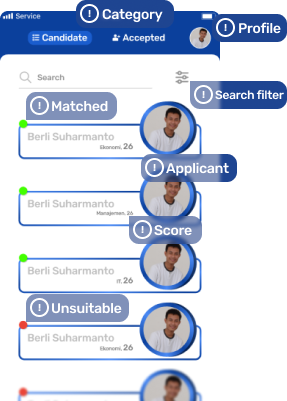 Service
Category
Candidate
Accepted
Profile
Search
Search filter
Matched
Berli Suharmanto
Ekonomi, 26
Applicant
Berli Suharmanto
Manajemen, 26
Score
Berli Suharmanto
IT, 26
Unsuitable
Berli Suharmanto
Ekonomi, 26